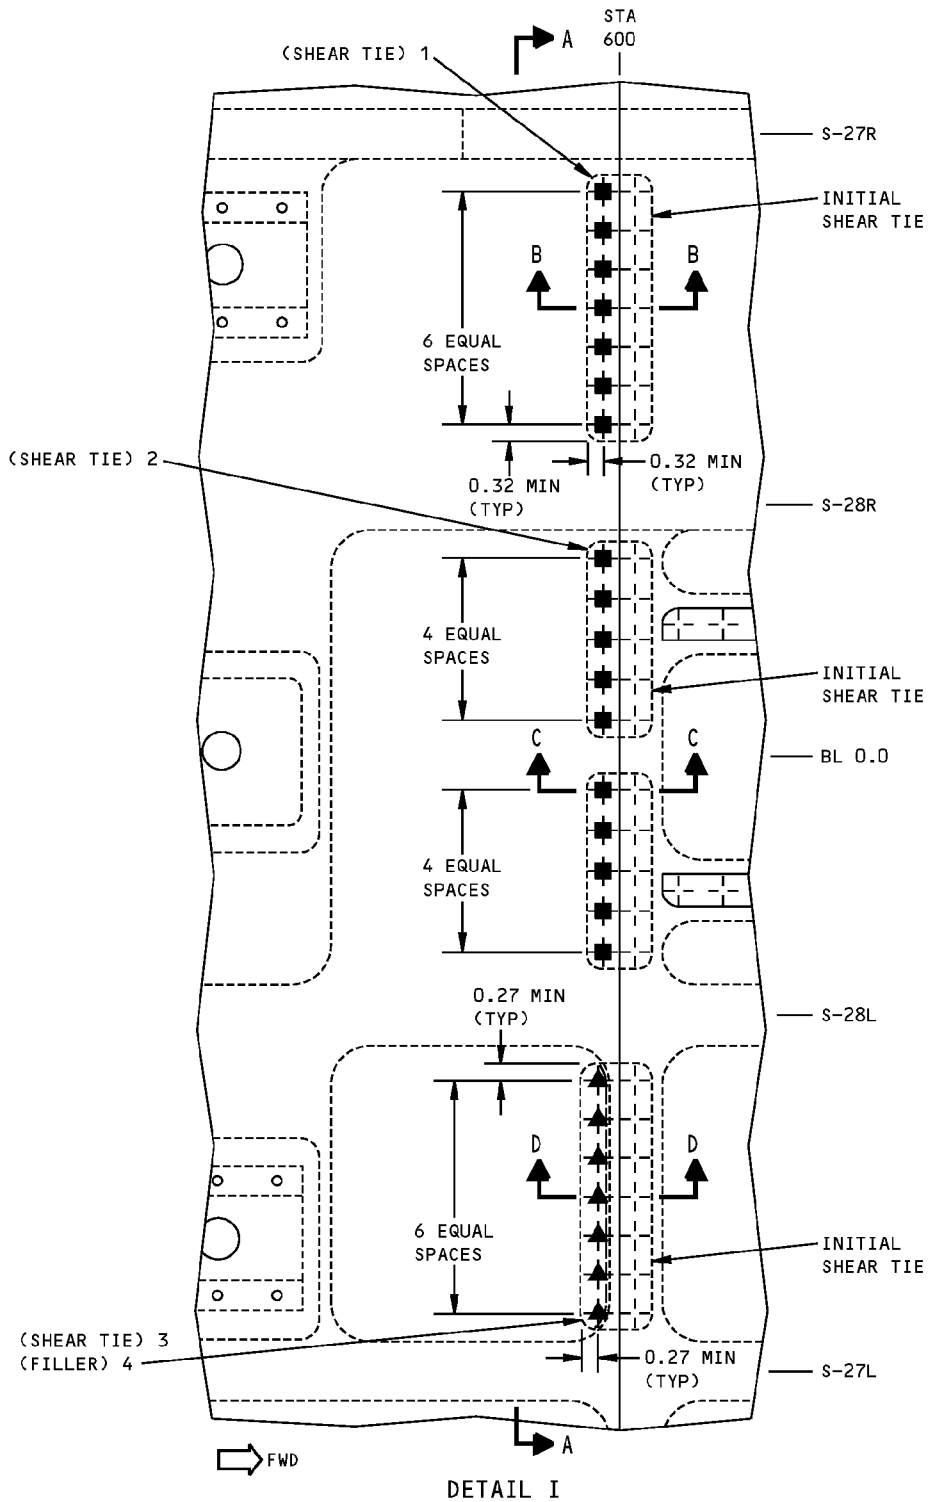 STA
600
A
(SHEAR TIE) 1
S-27R
INITIAL
SHEAR TIE
B
B
6 EQUAL
SPACES
(SHEAR TIE) 2
0.32 MIN
(TYP)
0.32 MIN
(TYP)
S-28R
4 EQUAL
SPACES
INITIAL
SHEAR TIE
C
C
BL 0.0
4 EQUAL
SPACES
0.27 MIN
(TYP)
S-28L
D
D
6 EQUAL
SPACES
INITIAL
SHEAR TIE
(SHEAR TIE) 3
(FILLER) 4
0.27 MIN
(TYP)
S-27L
A
FWD
DETAIL I